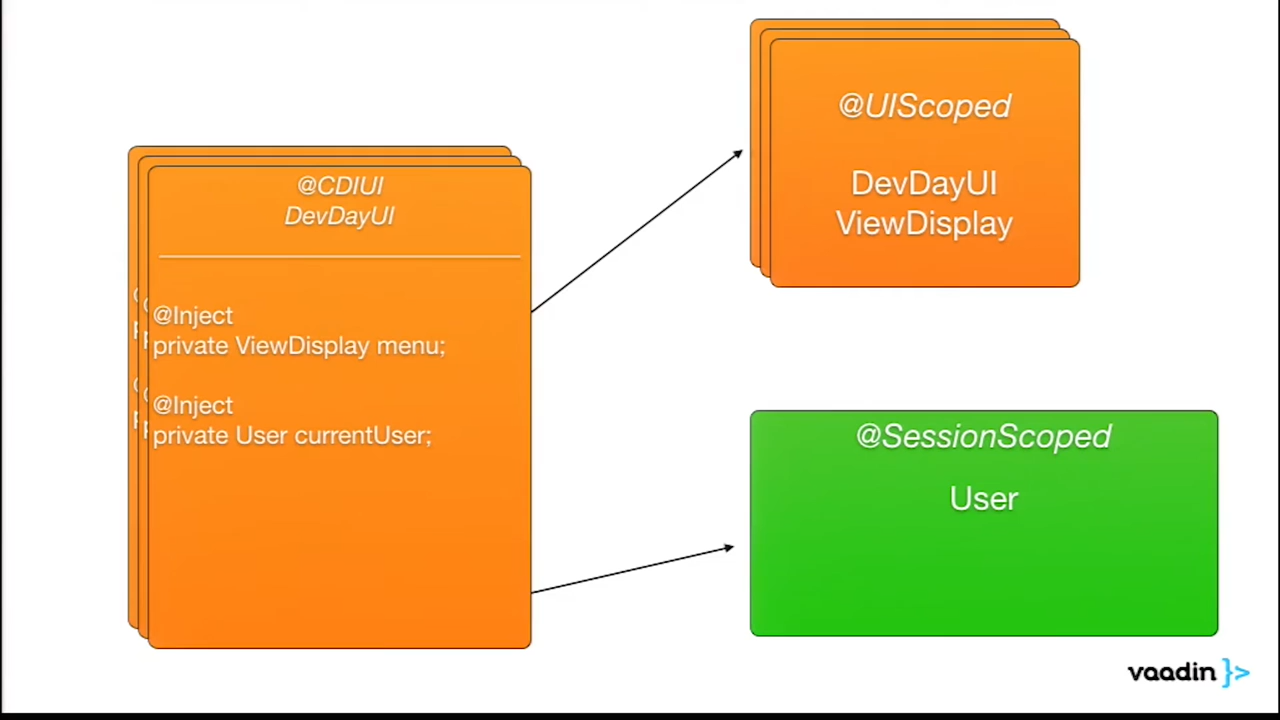 @CDIUI
DevDayUI
@Inject
private ViewDisplay menu;
@Inject
private User currentUser;
@UIScoped
DevDayUI
ViewDisplay
@SessionScoped
User
vaadin }>